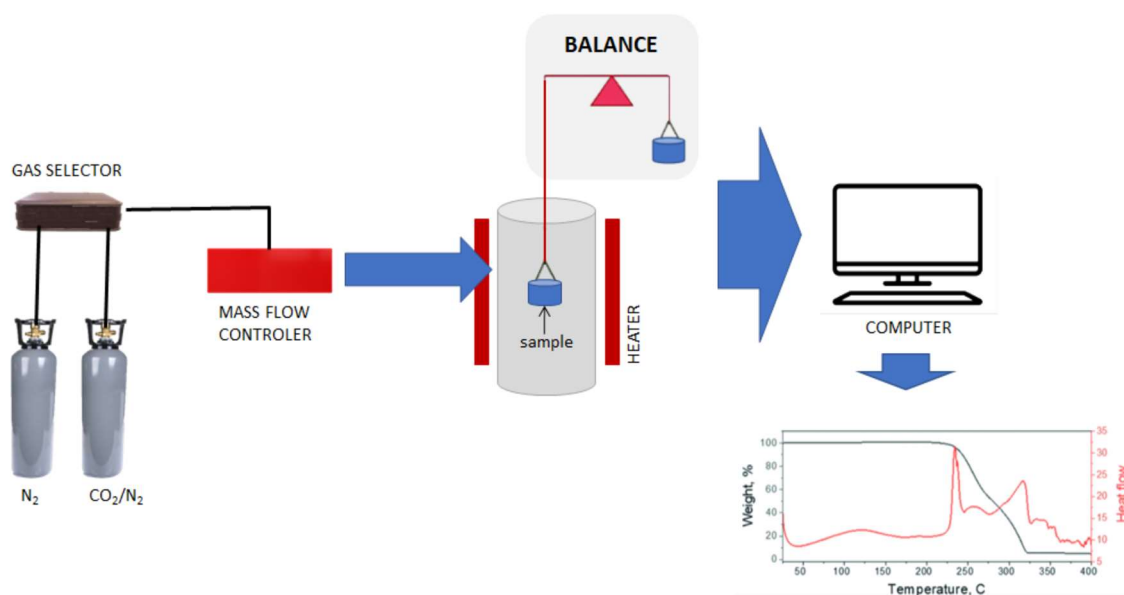 BALANCE
GAS SELECTOR
MASS FLOW
CONTROLER
sample
HEATER
COMPUTER
N₂
CO₂/N₂
Weight, %
100
80
60
40
20
0
Heat flow
35
30
25
20
15
10
5
50 100 150 200 250 300 350 400
Temperature, C